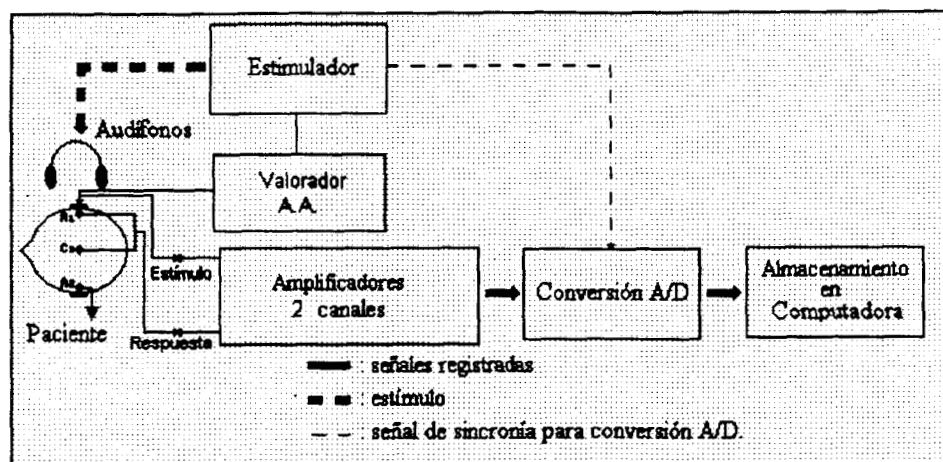 Estimulador
Audífonos
Valorador
A.A.
Estímulo
Amplificadores
2 canales
Conversión A/D
Almacenamiento
en
Computadora
Paciente
Respuesta
: señales registradas
: estímulo
: señal de sincronía para conversión A/D.